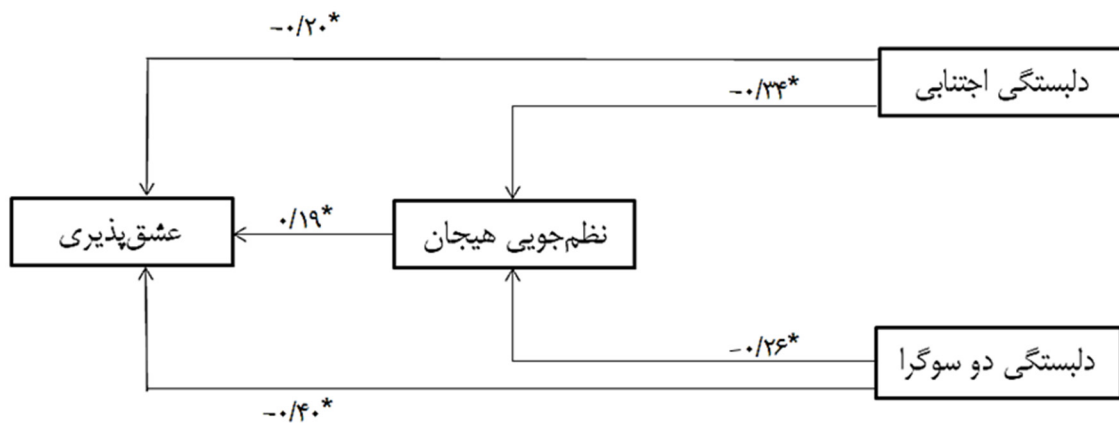 −۰/۲۰*
دلبستگی اجتنابی
−۰/۳۴*
نظم‌جویی هیجان
۰/۱۹*
عشق‌پذیری
دلبستگی دو سوگرا
−۰/۲۶*
−۰/۴۰*